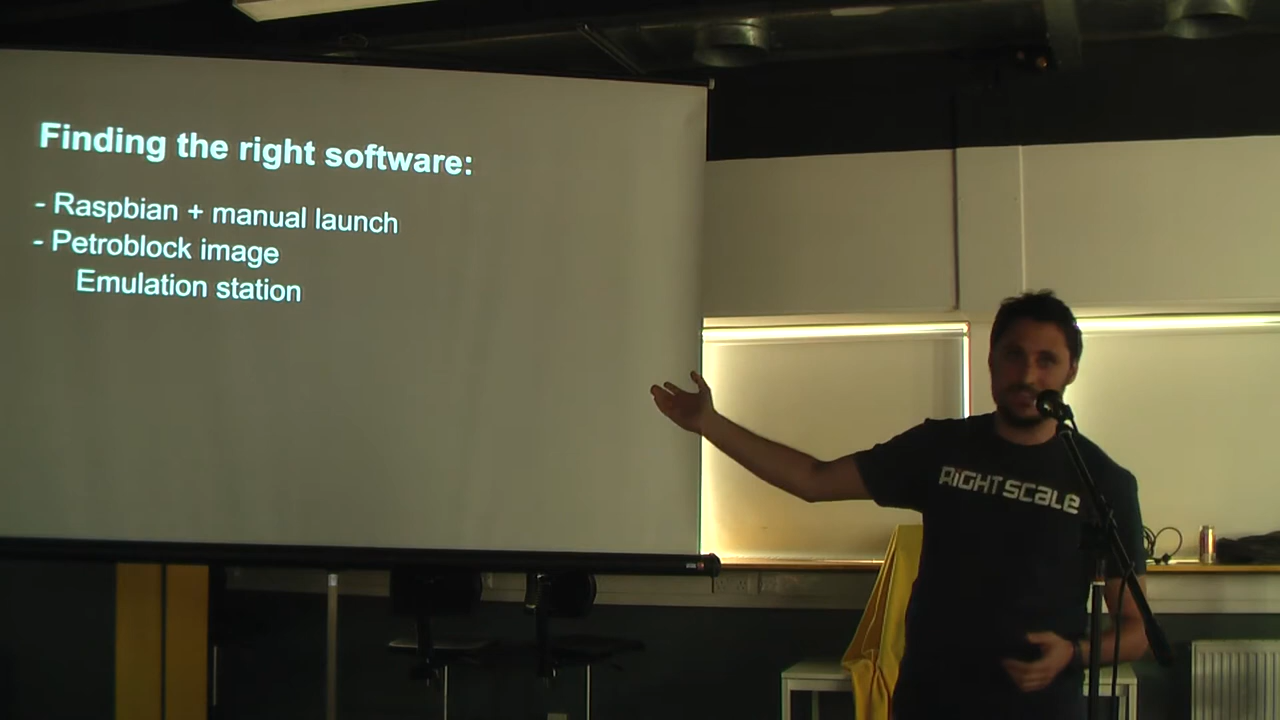 Finding the right software:
- Raspbian + manual launch
- Petroblock image
Emulation station
RIGHTSCALE